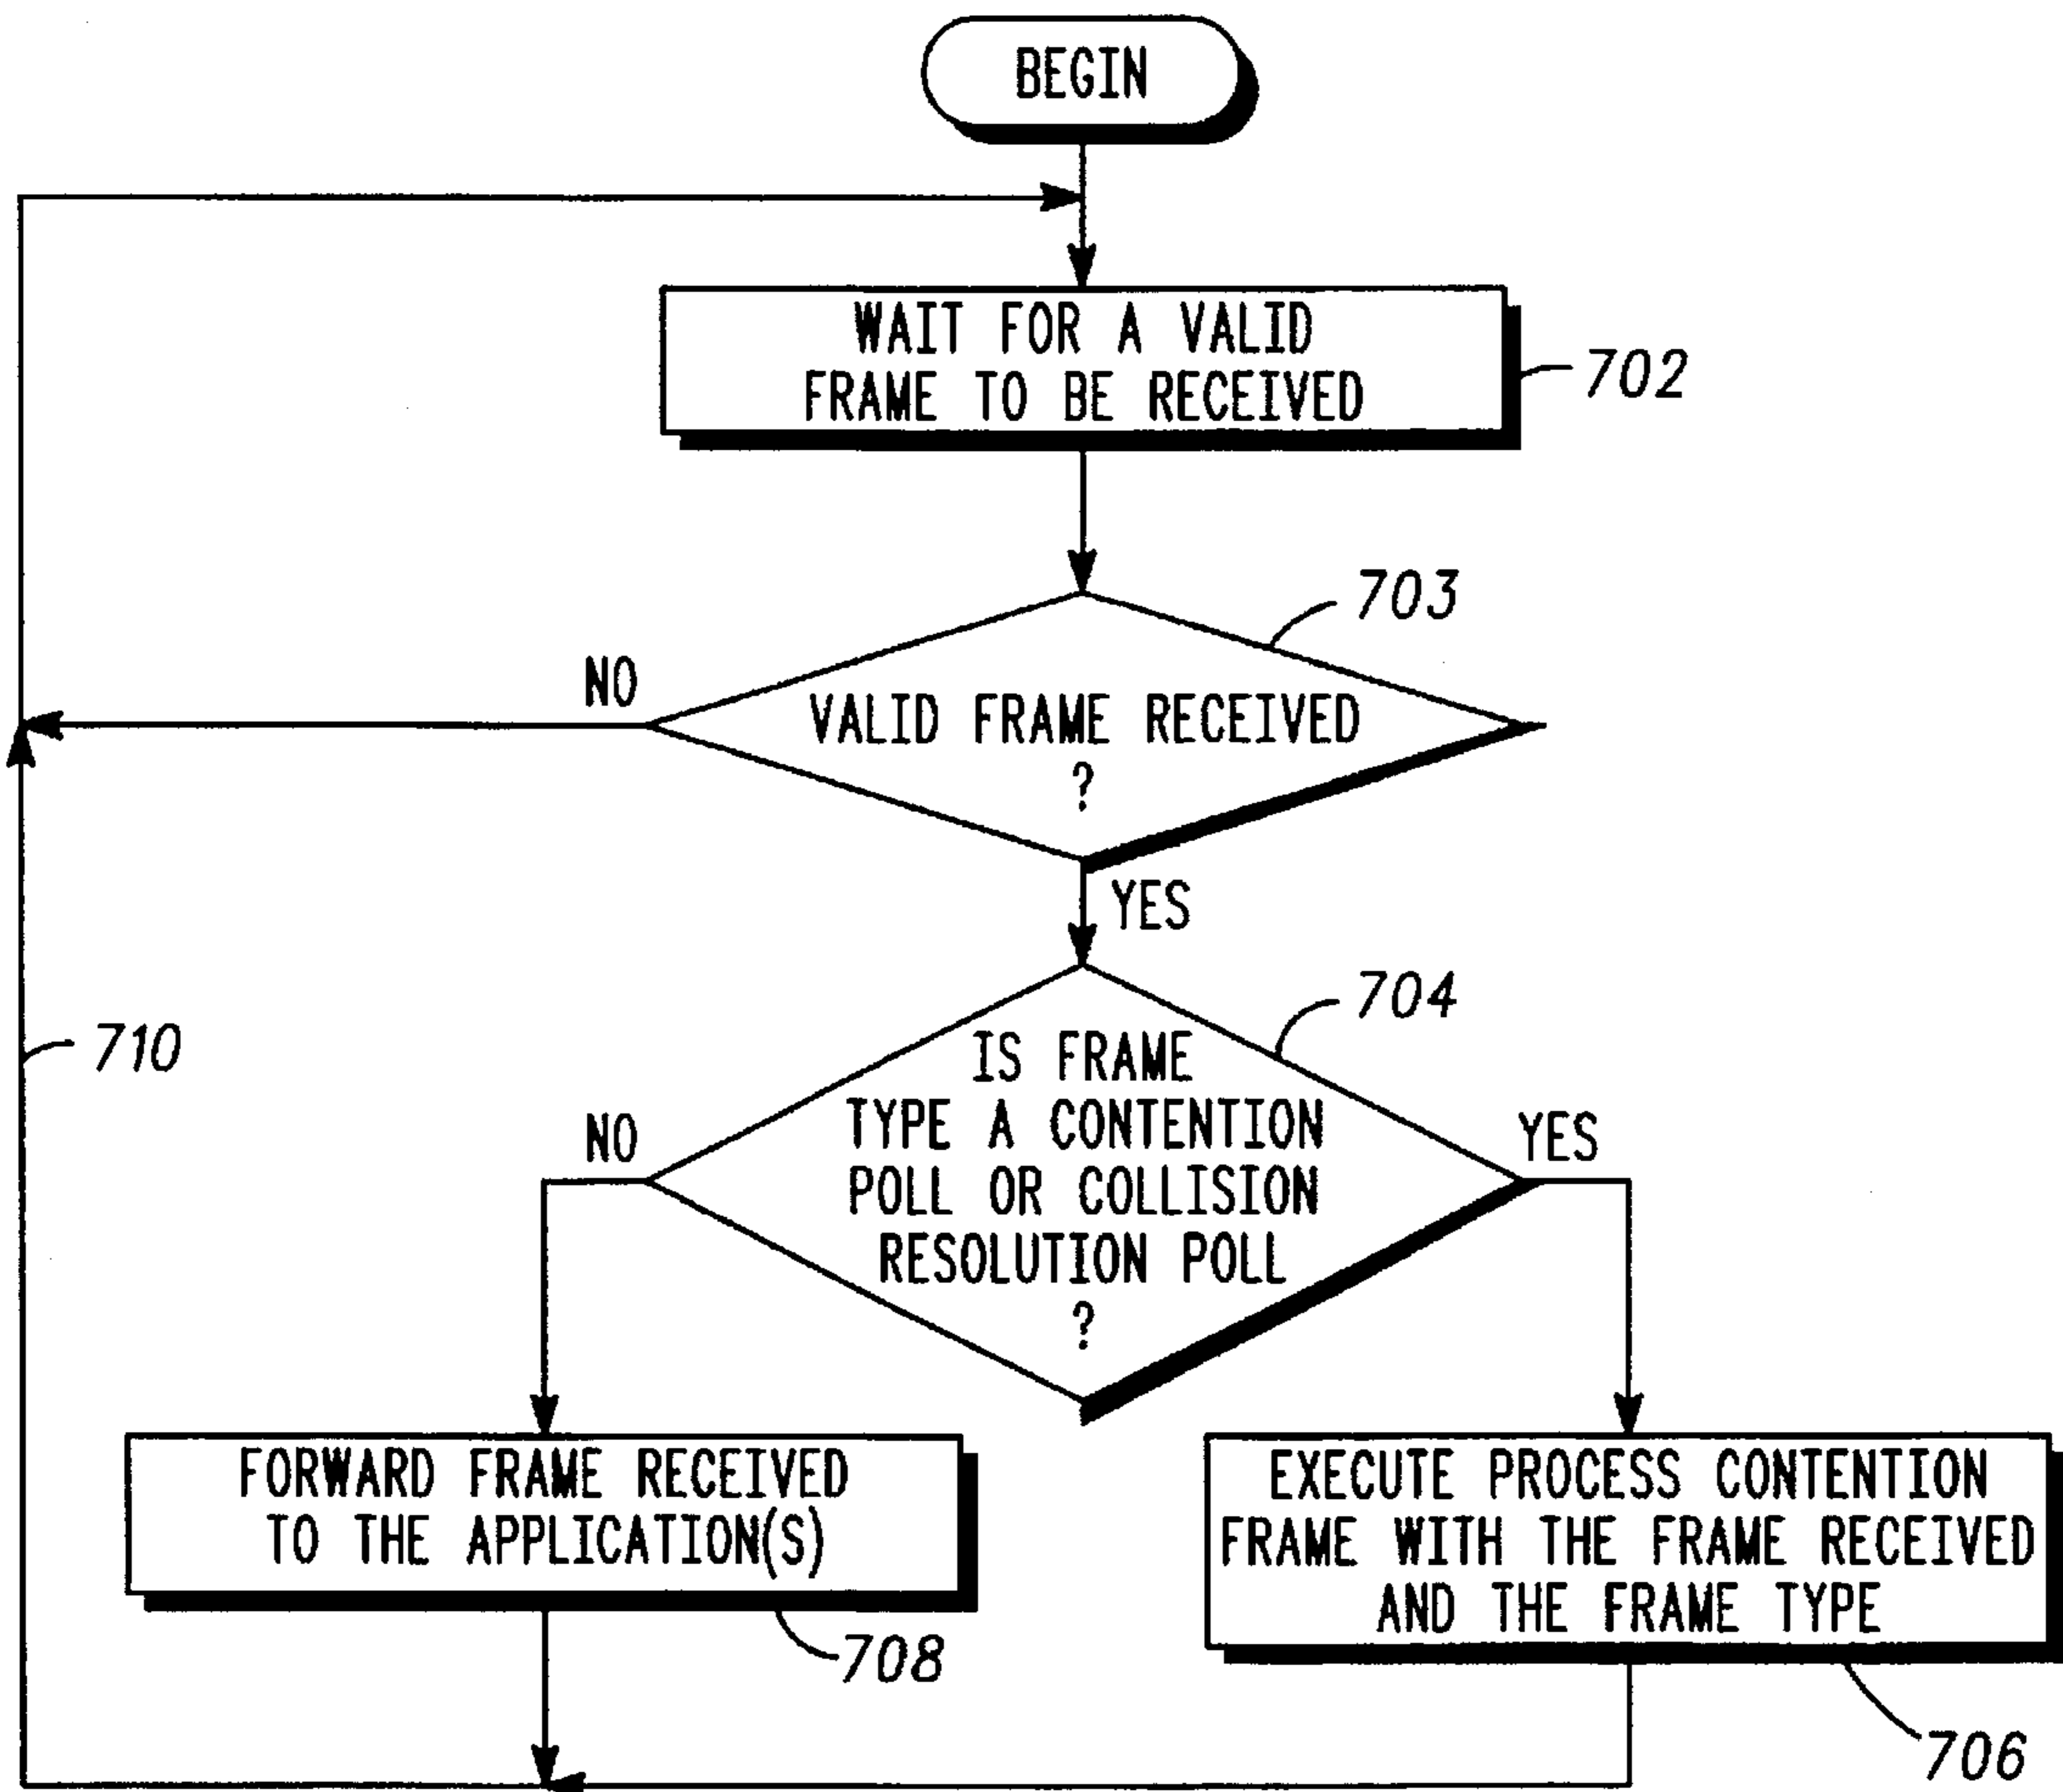 BEGIN
WAIT FOR A VALID
FRAME TO BE RECEIVED
702
703
NO
VALID FRAME RECEIVED
?
YES
704
710
IS FRAME
TYPE A CONTENTION
POLL OR COLLISION
RESOLUTION POLL
?
NO
YES
FORWARD FRAME RECEIVED
TO THE APPLICATION(S)
708
EXECUTE PROCESS CONTENTION
FRAME WITH THE FRAME RECEIVED
AND THE FRAME TYPE
706